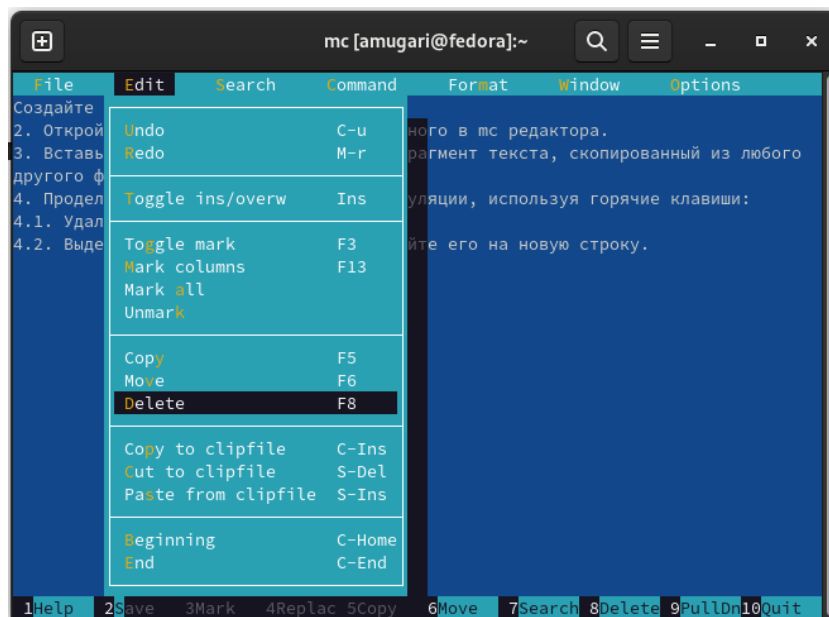 mc [amugari@fedora]:~
File Edit Search Command Format Window Options
Создайте
2. Открой ного в mc редактора.
3. Вставь рагмент текста, скопированный из любого
другого ф
4. Продел уляции, используя горячие клавиши:
4.1. Удал
4.2. Выде йте его на новую строку.
Undo C-u
Redo M-r
Toggle ins/overw Ins
Toggle mark F3
Mark columns F13
Mark all
Unmark
Copy F5
Move F6
Delete F8
Copy to clipfile C-Ins
Cut to clipfile S-Del
Paste from clipfile S-Ins
Beginning C-Home
End C-End
1Help 2Save 3Mark 4Replac 5Copy 6Move 7Search 8Delete 9PullDn10Quit